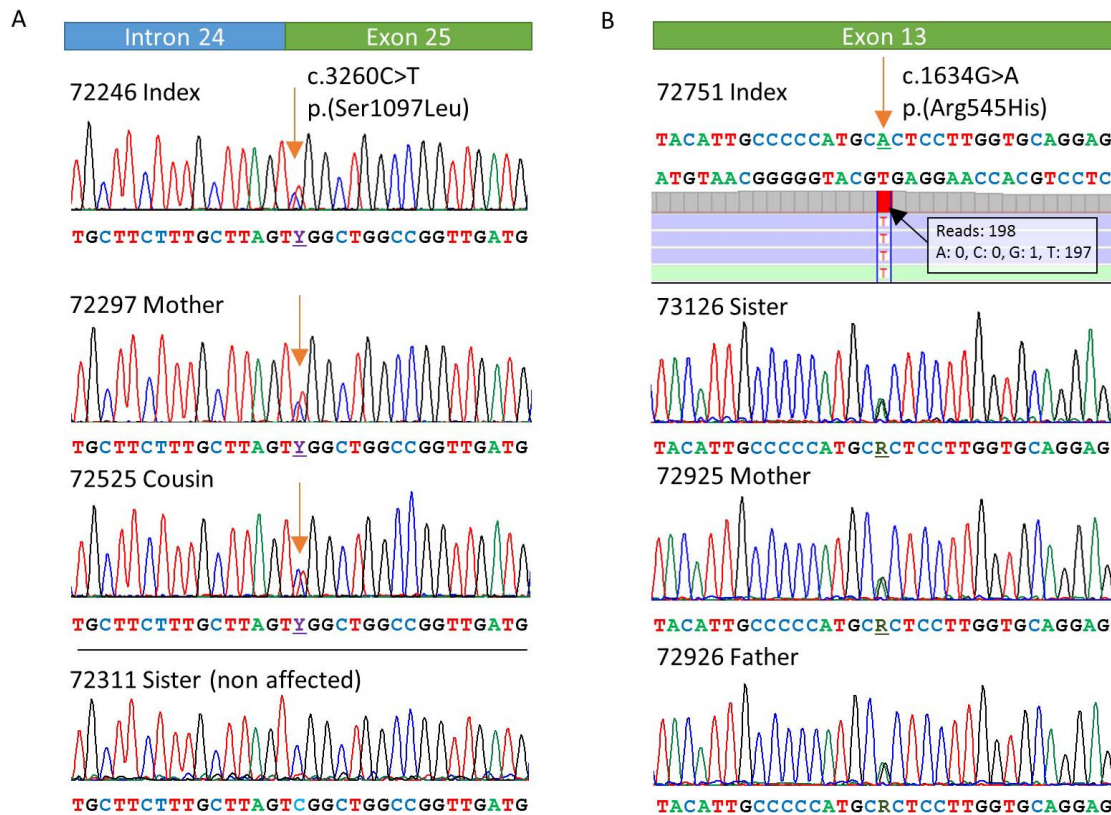 A
Intron 24
Exon 25
c.3260C>T
p.(Ser1097Leu)
72246 Index
TGCTTCTTTGCTTAGTYGGCTGGCCGGTTGATG
72297 Mother
TGCTTCTTTGCTTAGTYGGCTGGCCGGTTGATG
72525 Cousin
TGCTTCTTTGCTTAGTYGGCTGGCCGGTTGATG
72311 Sister (non affected)
TGCTTCTTTGCTTAGTCGGCTGGCCGGTTGATG
B
Exon 13
c.1634G>A
p.(Arg545His)
72751 Index
TACATTGCCCCCATGCACTCCTTGGTGCAGGAG
ATGTAACGGGGGTACGTGAGGAACCACGTCCTC
T
T
T
T
Reads: 198
A: 0, C: 0, G: 1, T: 197
73126 Sister
TACATTGCCCCCATGCRCTCCTTGGTGCAGGAG
72925 Mother
TACATTGCCCCCATGCRCTCCTTGGTGCAGGAG
72926 Father
TACATTGCCCCCATGCRCTCCTTGGTGCAGGAG